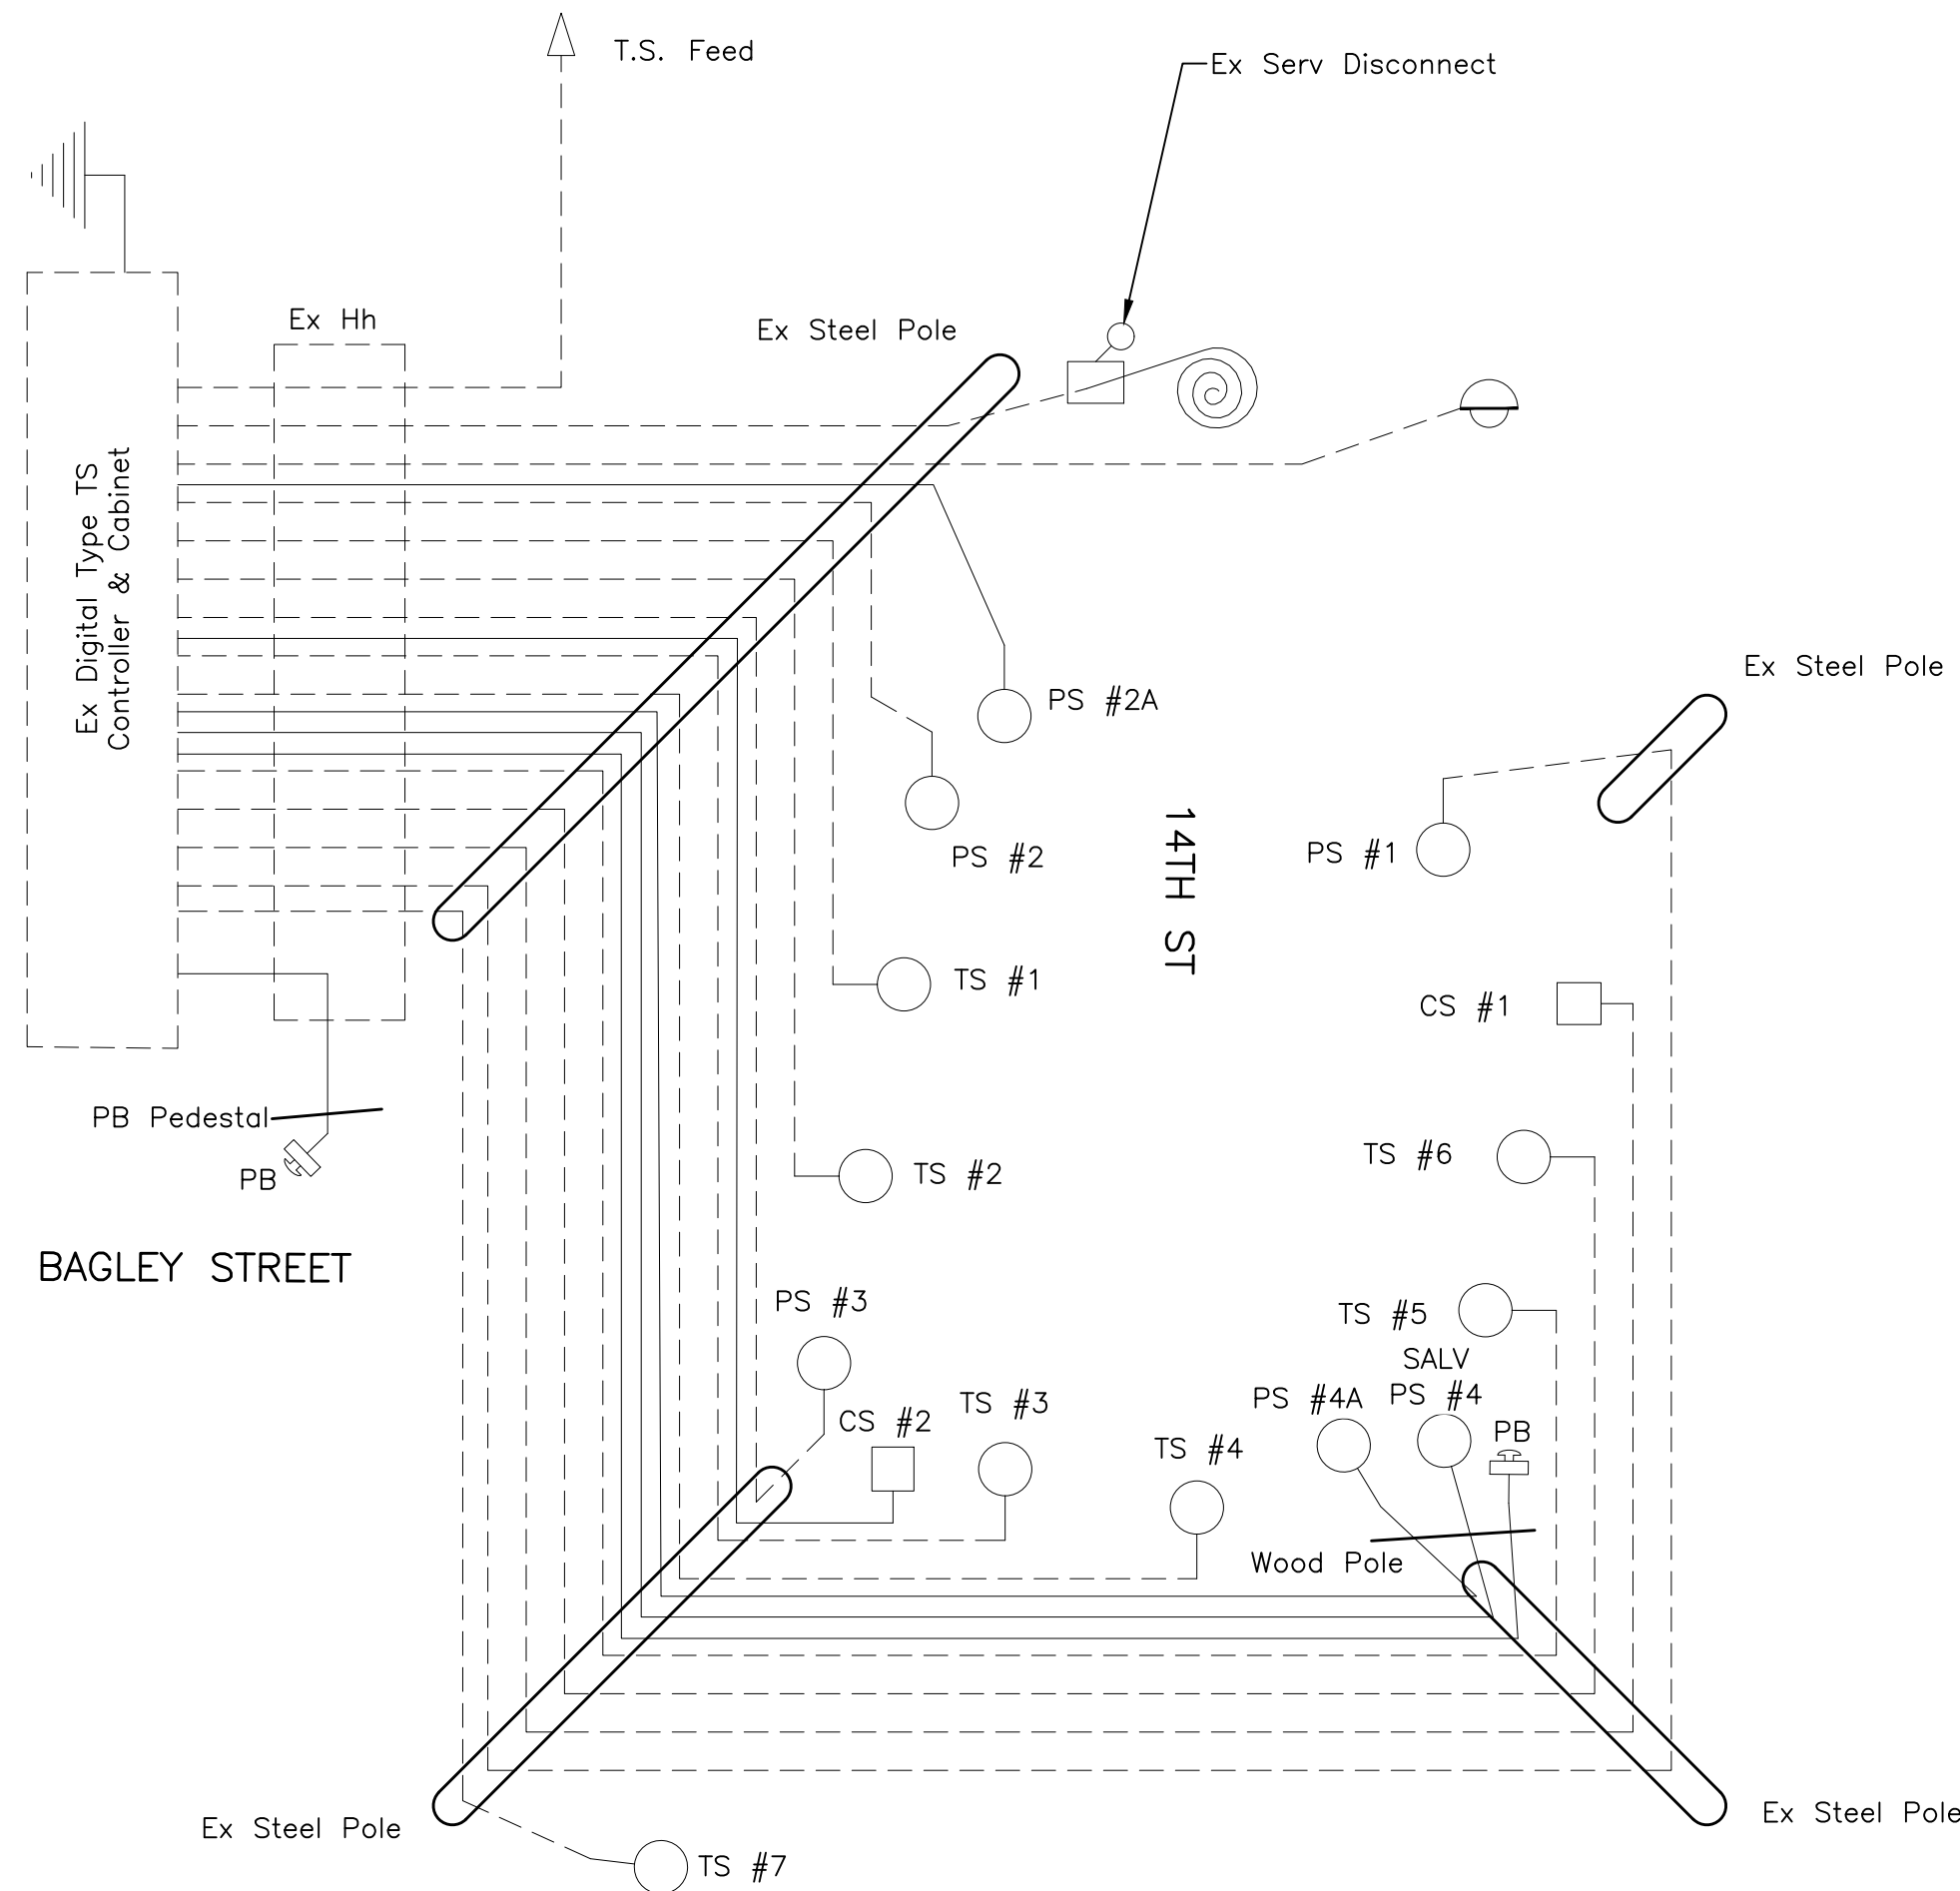 T.S. Feed
Ex Serv Disconnect
Ex Hh
Ex Steel Pole
Ex Digital Type TS
Controller & Cabinet
Ex Steel Pole
PS #2A
PS #2
14TH ST
PS #1
TS #1
CS #1
PB Pedestal
PB
TS #2
TS #6
BAGLEY STREET
PS #3
TS #5
SALV
PS #4
PS #4A
CS #2
TS #3
TS #4
PB
Wood Pole
Ex Steel Pole
Ex Steel Pole
TS #7